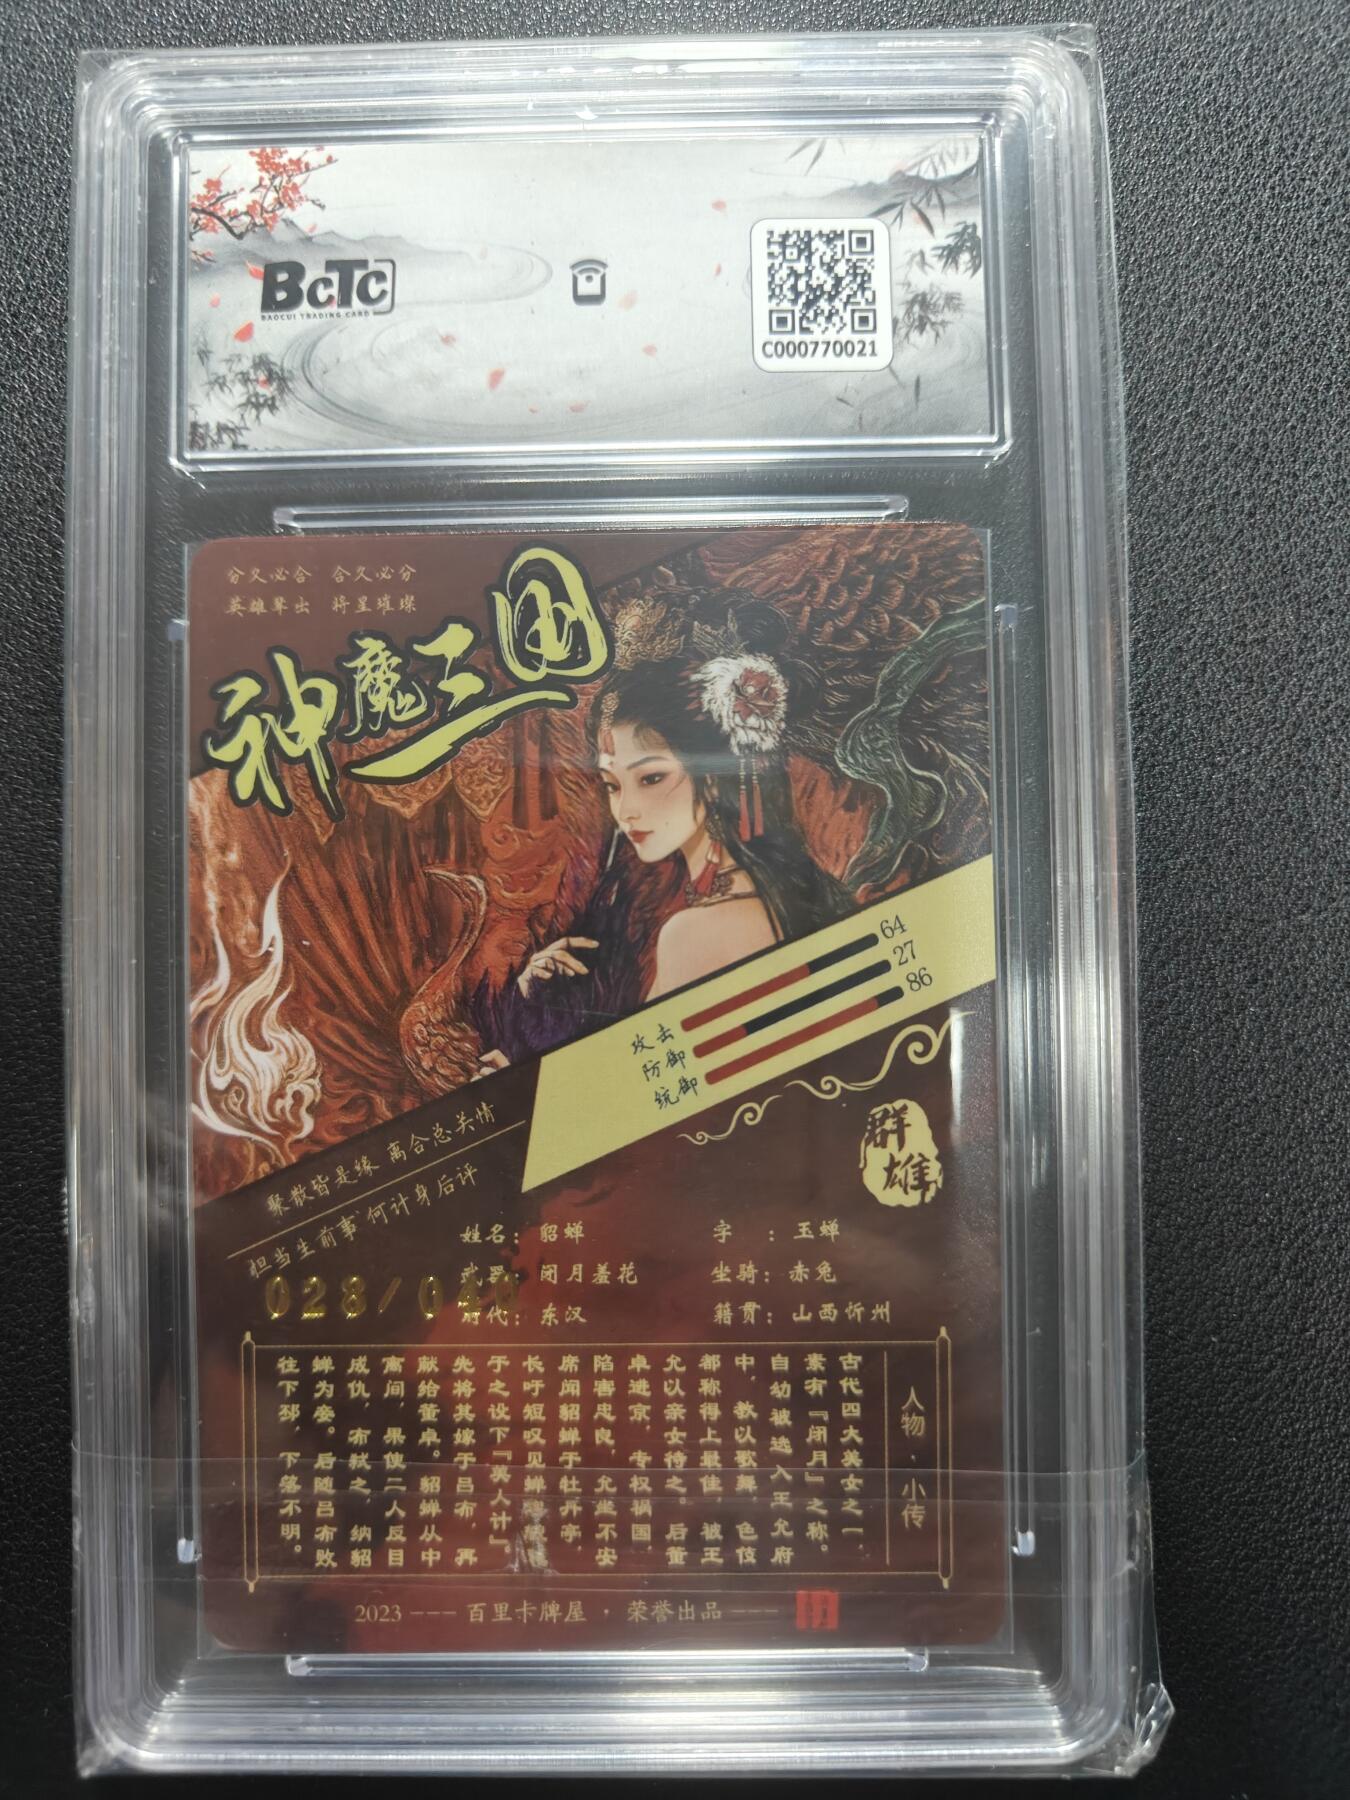 BCTC
BAOCUI TRADING CARD
C000770021
分久必合 合久必分
英雄辈出 将星璀璨
神魔三国
64
27
86
攻击
防御
统御
聚散皆是缘 离合总关情
担当生前事 何计身后评
群雄
姓名：貂蝉 字：玉蝉
武器：闭月羞花 坐骑：赤兔
028/040
时代：东汉 籍贯：山西忻州
人物·小传
古代四大美女之一，
素有『闭月』之称。
自幼被选入王允府
中，教以歌舞，色伎
都称得上最佳，被王
允以亲女待之。后董
卓进京，专权祸国，
陷害忠良，允坐不安
席闻貂蝉于牡丹亭，
长吁短叹见蝉
于之设下『美人计』。
先将其嫁于吕布，再
献给董卓。貂蝉从中
离间，果使二人反目
成仇，布弑之，纳貂
蝉为妾。后随吕布败
往下邳，下落不明。
2023 --- 百里卡牌屋 · 荣誉出品 ---